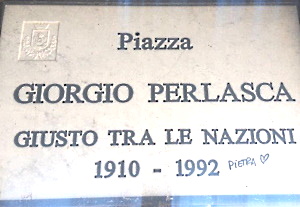 Piazza
GIORGIO PERLASCA
GIUSTO TRA LE NAZIONI
1910 - 1992 PIETRA ♡